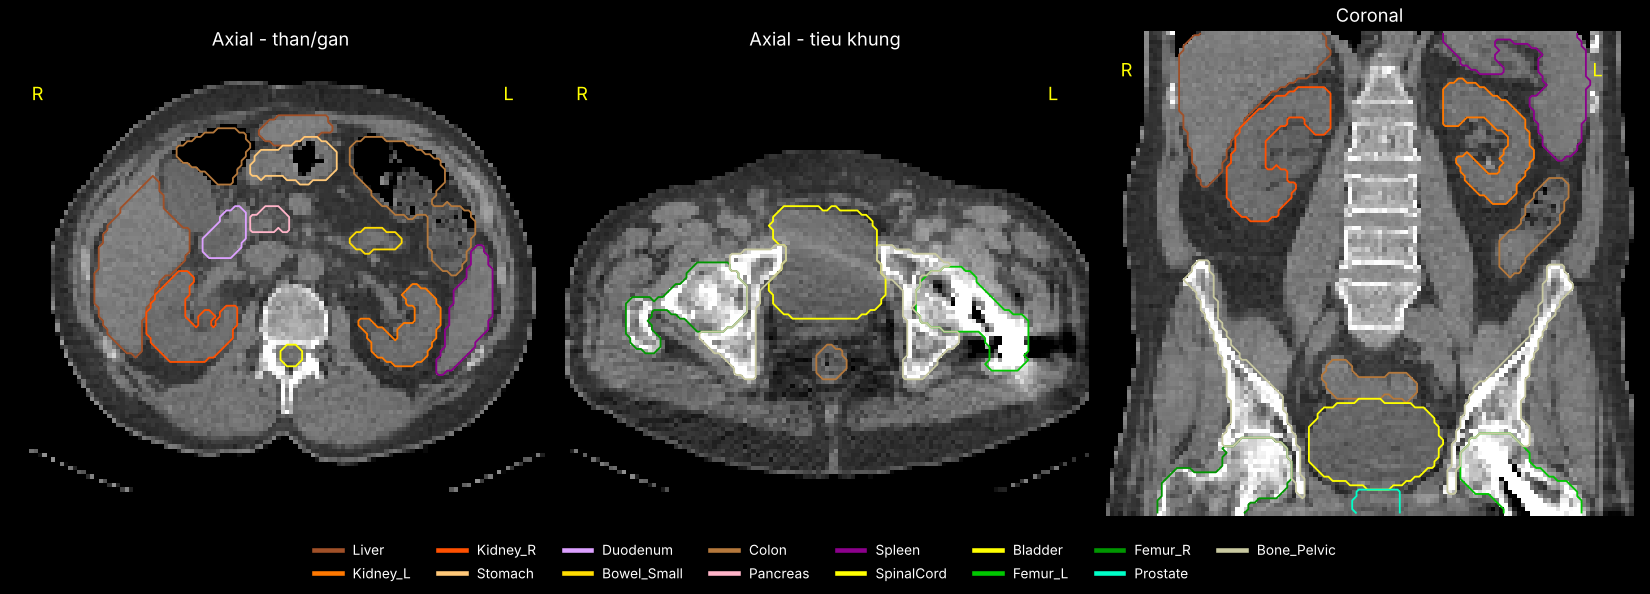 Axial - than/gan
Axial - tieu khung
Coronal
R
L
R
L
R
L
Liver
Kidney_R
Duodenum
Colon
Spleen
Bladder
Femur_R
Bone_Pelvic
Kidney_L
Stomach
Bowel_Small
Pancreas
SpinalCord
Femur_L
Prostate